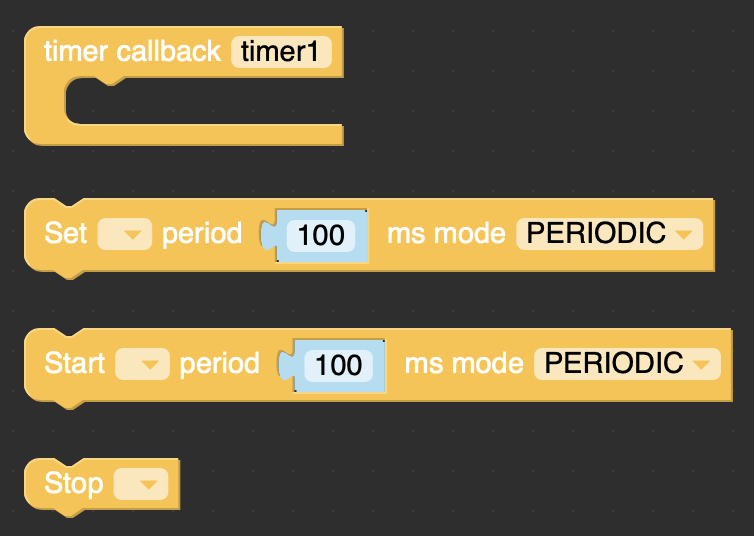 timer callback timer1
Set period 100 ms mode PERIODIC
Start period 100 ms mode PERIODIC
Stop